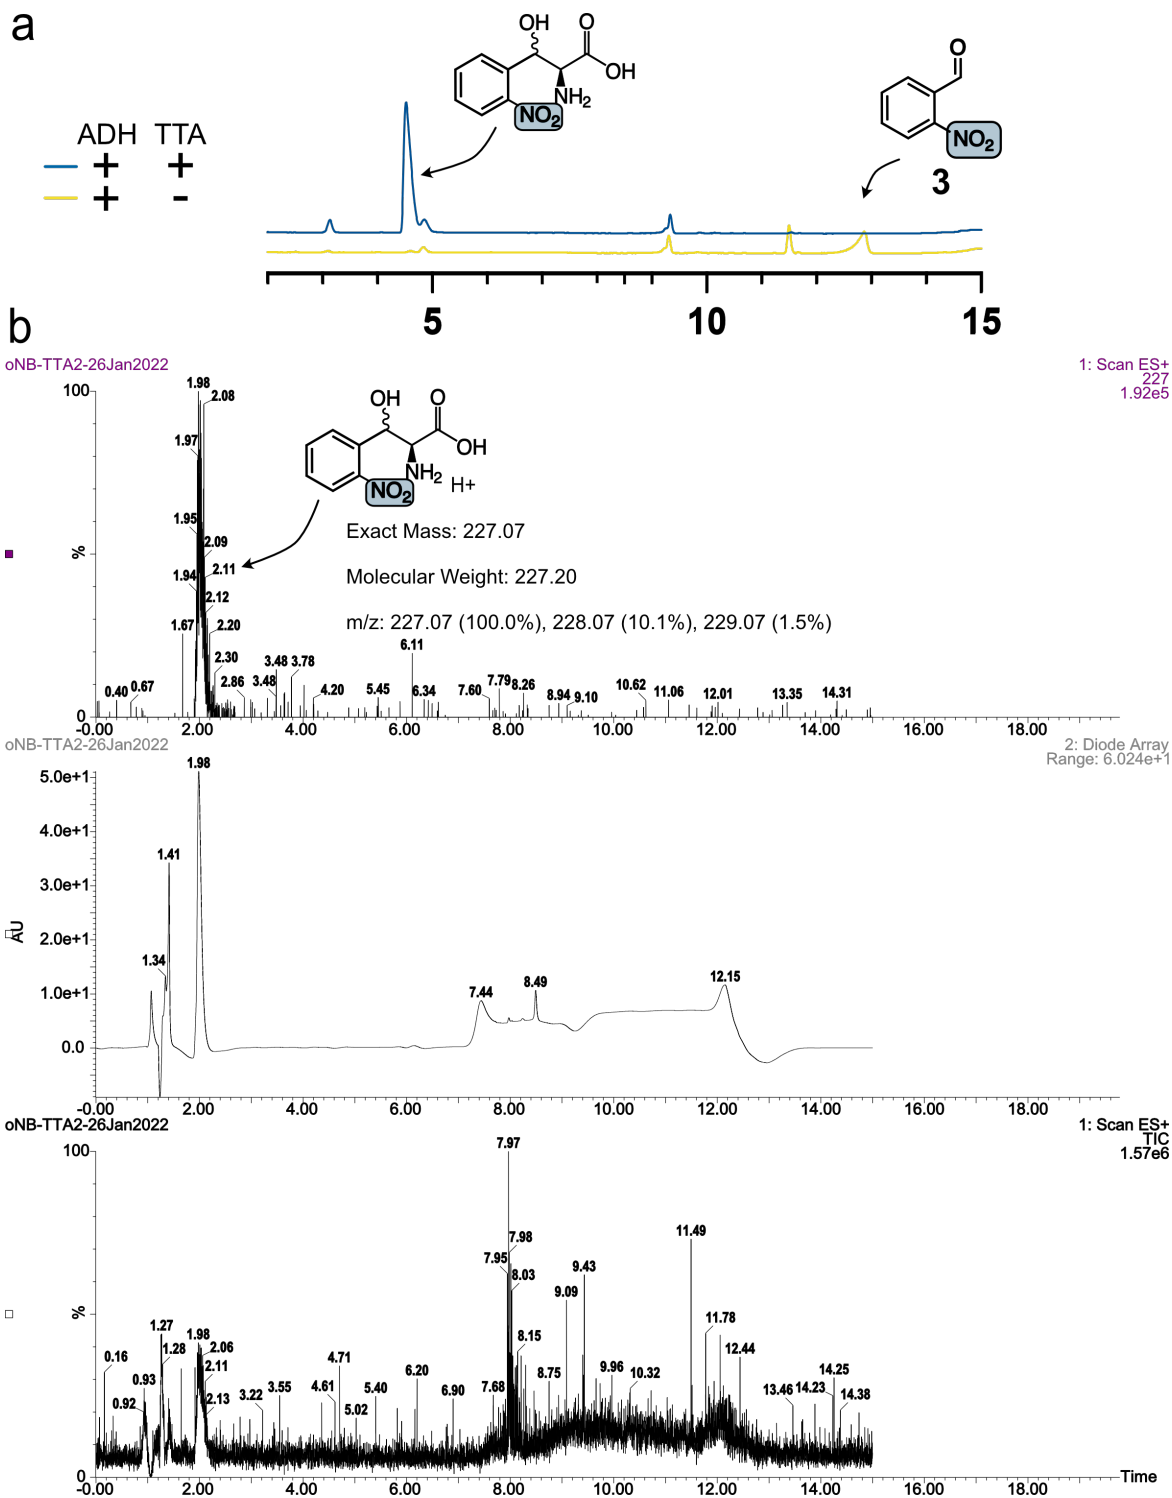 a
OH
O
OH
NH2
NO2
O
NO2
3
ADH TTA
+ +
+ -
5 10 15
b
oNB-TTA2-26Jan2022
1: Scan ES+
227
1.92e5
100
%
0
1.98
2.08
1.97
1.95
2.09
1.94
2.11
2.12
1.67
2.20
2.30
2.86
3.48
3.48
3.78
4.20
5.45
6.11
6.34
7.60
7.79
8.26
8.94
9.10
10.62
11.06
12.01
13.35
14.31
0.40
0.67
OH
O
OH
NH2
NO2
H+
Exact Mass: 227.07
Molecular Weight: 227.20
m/z: 227.07 (100.0%), 228.07 (10.1%), 229.07 (1.5%)
-0.00 2.00 4.00 6.00 8.00 10.00 12.00 14.00 16.00 18.00
oNB-TTA2-26Jan2022
2: Diode Array
Range: 6.024e+1
AU
5.0e+1
4.0e+1
3.0e+1
2.0e+1
1.0e+1
0.0
1.98
1.41
1.34
7.44
8.49
12.15
-0.00 2.00 4.00 6.00 8.00 10.00 12.00 14.00 16.00 18.00
oNB-TTA2-26Jan2022
1: Scan ES+
TIC
1.57e6
100
%
0
7.97
7.98
7.95
8.03
11.49
9.43
9.09
11.78
1.27
1.98
1.28
2.06
2.11
2.13
0.16
0.93
0.92
3.22
3.55
4.61
4.71
5.02
5.40
6.20
6.90
7.68
8.15
8.75
9.96
10.32
12.44
13.46
14.23
14.25
14.38
Time
-0.00 2.00 4.00 6.00 8.00 10.00 12.00 14.00 16.00 18.00